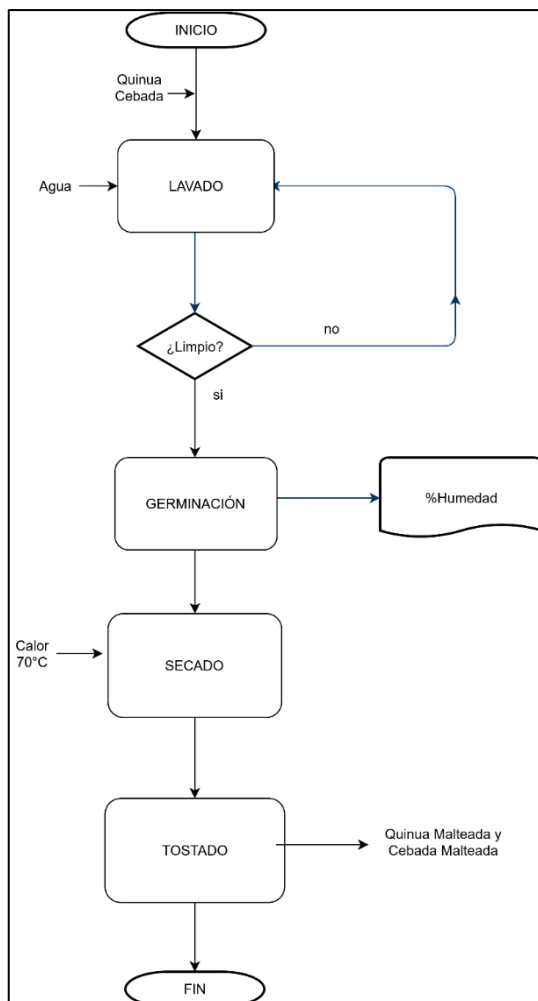 INICIO
Quinua
Cebada
Agua
LAVADO
¿Limpio?
no
si
GERMINACIÓN
%Humedad
Calor
70°C
SECADO
TOSTADO
Quinua Malteada y
Cebada Malteada
FIN